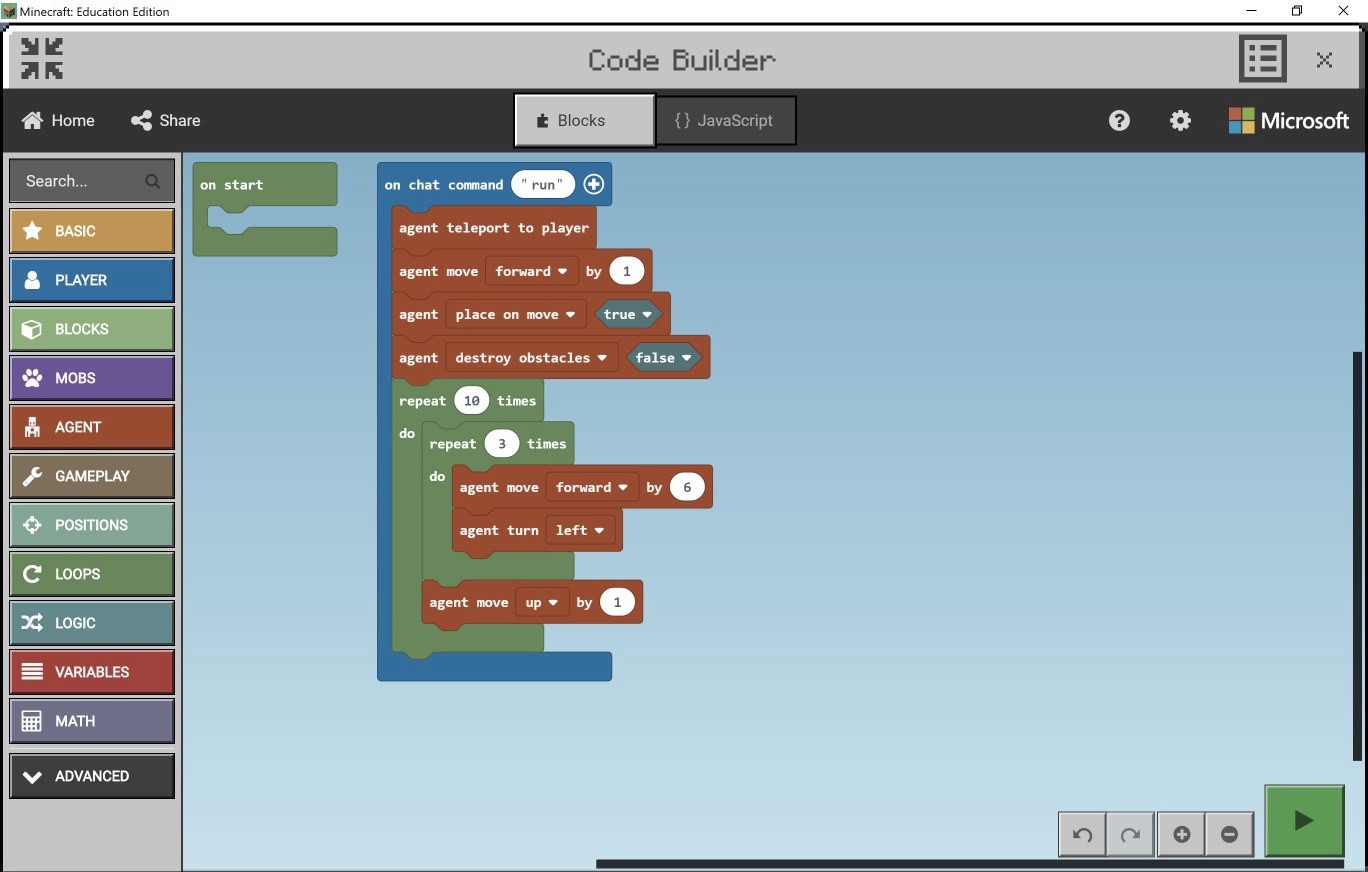 Minecraft: Education Edition
Code Builder
Home Share Blocks {} JavaScript ? Microsoft
Search...
BASIC
PLAYER
BLOCKS
MOBS
AGENT
GAMEPLAY
POSITIONS
LOOPS
LOGIC
VARIABLES
MATH
ADVANCED
on start
on chat command "run"
agent teleport to player
agent move forward by 1
agent place on move true
agent destroy obstacles false
repeat 10 times
do
repeat 3 times
do
agent move forward by 6
agent turn left
agent move up by 1